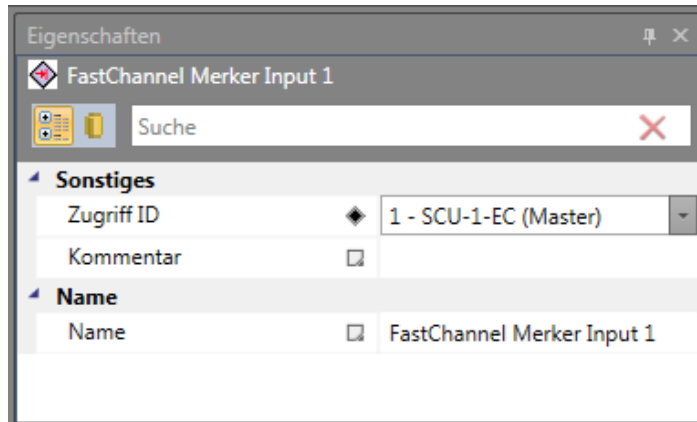 Eigenschaften
FastChannel Merker Input 1
Suche
Sonstiges
Zugriff ID 1 - SCU-1-EC (Master)
Kommentar
Name
Name FastChannel Merker Input 1